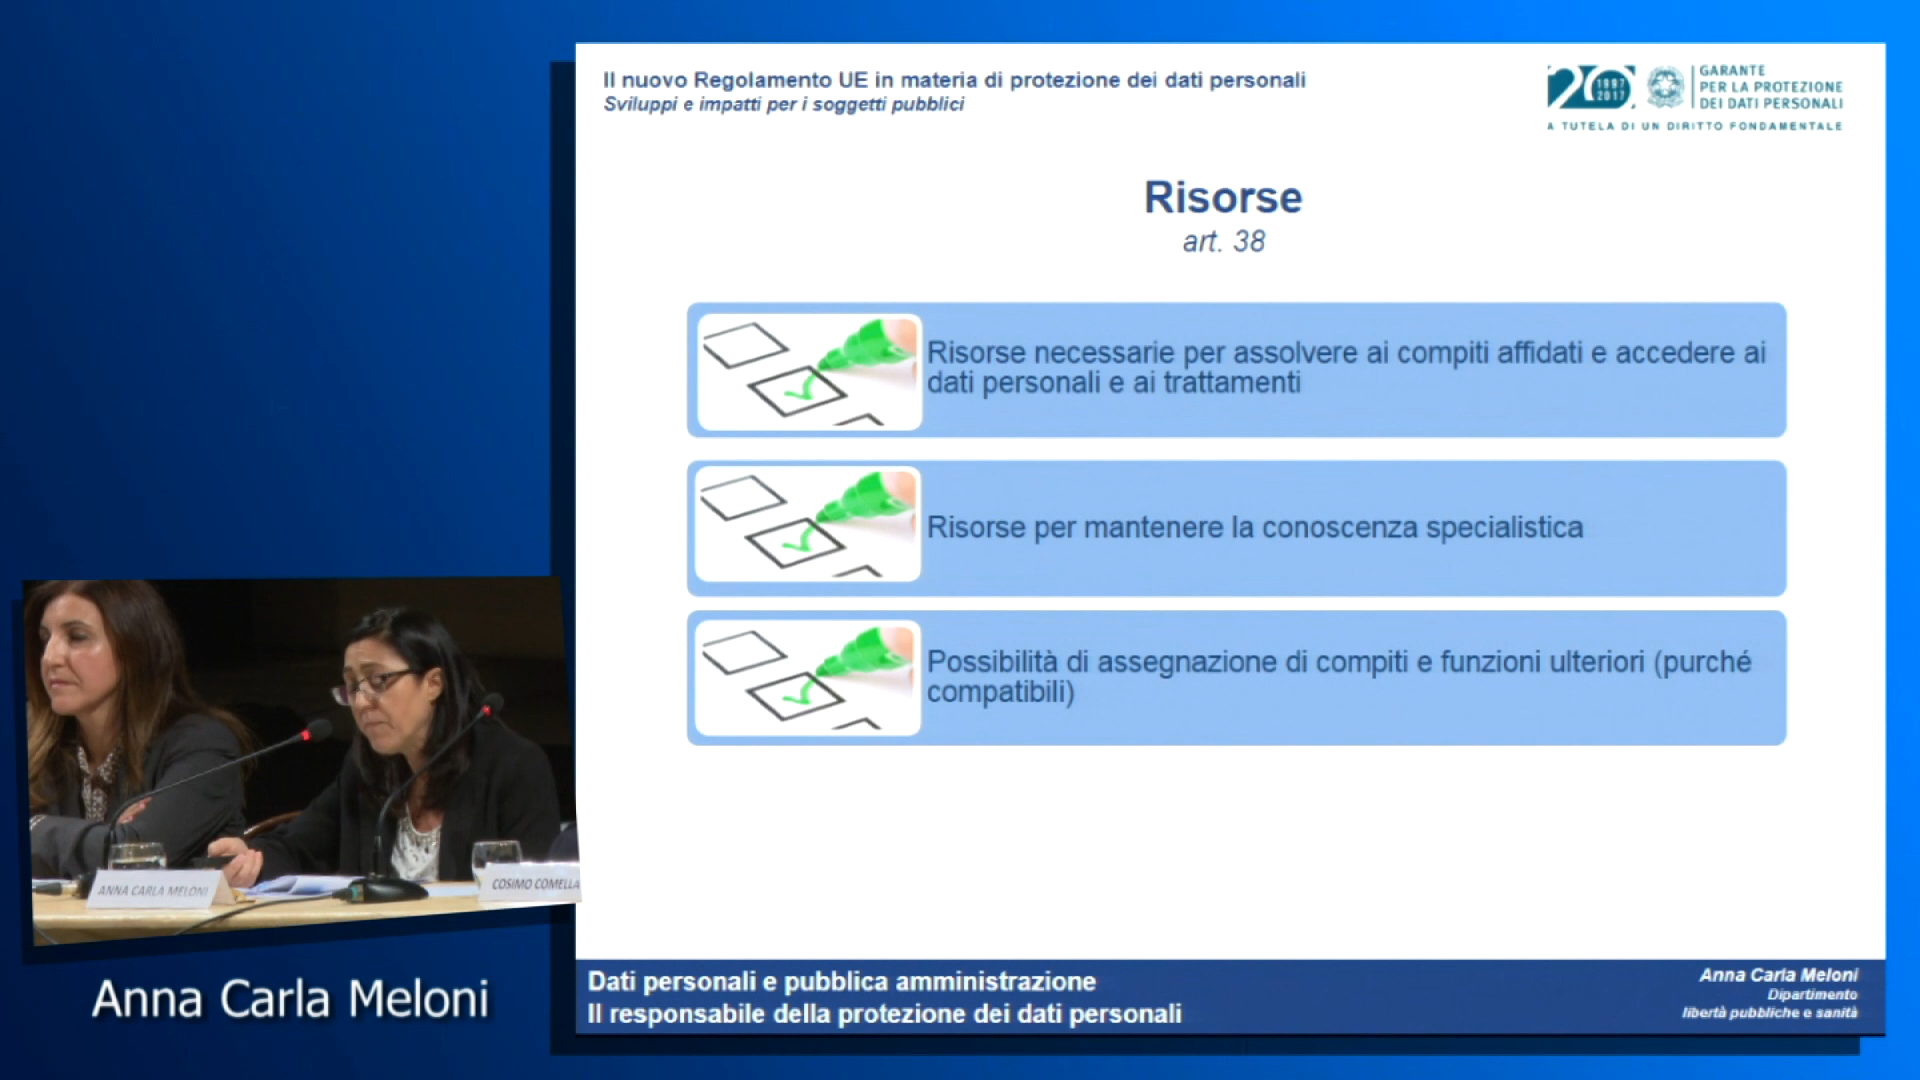 Il nuovo Regolamento UE in materia di protezione dei dati personali
Sviluppi e impatti per i soggetti pubblici
20
1997
2017
GARANTE
PER LA PROTEZIONE
DEI DATI PERSONALI
A TUTELA DI UN DIRITTO FONDAMENTALE
Risorse
art. 38
Risorse necessarie per assolvere ai compiti affidati e accedere ai
dati personali e ai trattamenti
Risorse per mantenere la conoscenza specialistica
Possibilità di assegnazione di compiti e funzioni ulteriori (purché
compatibili)
ANNA CARLA MELONI
COSIMO COMELLA
Anna Carla Meloni
Dati personali e pubblica amministrazione
Il responsabile della protezione dei dati personali
Anna Carla Meloni
Dipartimento
libertà pubbliche e sanità